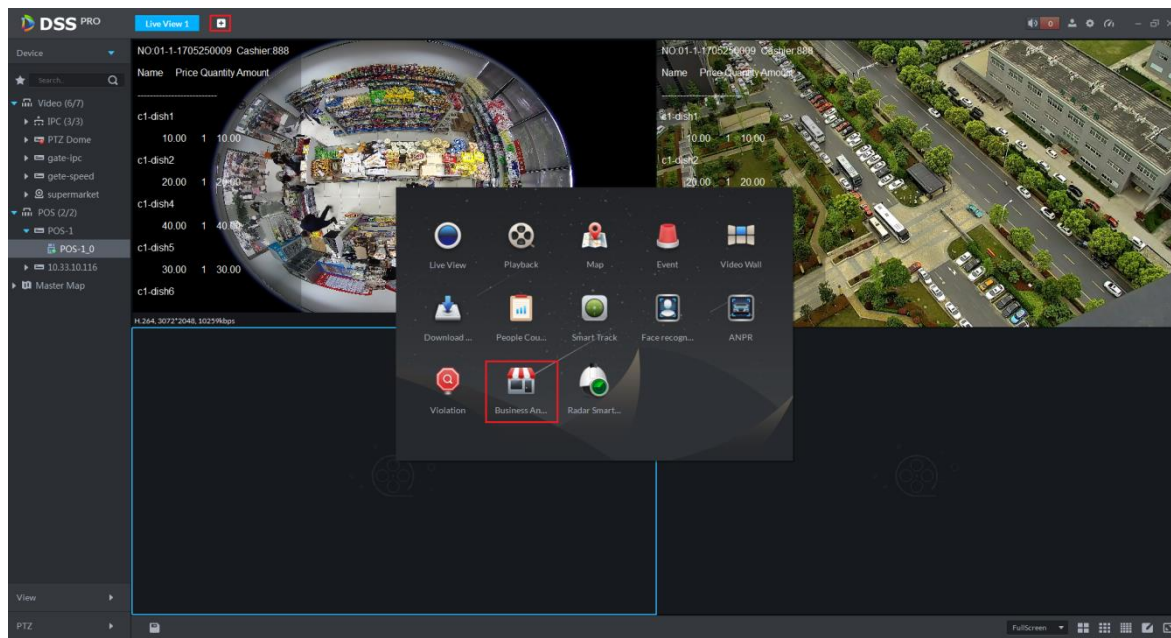 DSS PRO
Live View 1
0
Device
Search..
Video (6/7)
IPC (3/3)
PTZ Dome
gate-ipc
gete-speed
supermarket
POS (2/2)
POS-1
POS-1_0
10.33.10.116
Master Map
View
PTZ
NO:01-1-1705250009 Cashier:888
Name Price Quantity Amount
c1-dish1
10.00 1 10.00
c1-dish2
20.00 1 20.00
c1-dish4
40.00 1 40.00
c1-dish5
30.00 1 30.00
c1-dish6
H.264, 3072*2048, 10259kbps
NO:01-1-1705250099 Cashier:888
Name Price Quantity Amount
c1-dish1
10.00 1 10.00
c1-dish2
20.00 1 20.00
Live View
Playback
Map
Event
Video Wall
Download ...
People Cou...
Smart Track
Face recogn...
ANPR
Violation
Business An...
Radar Smart...
FullScreen